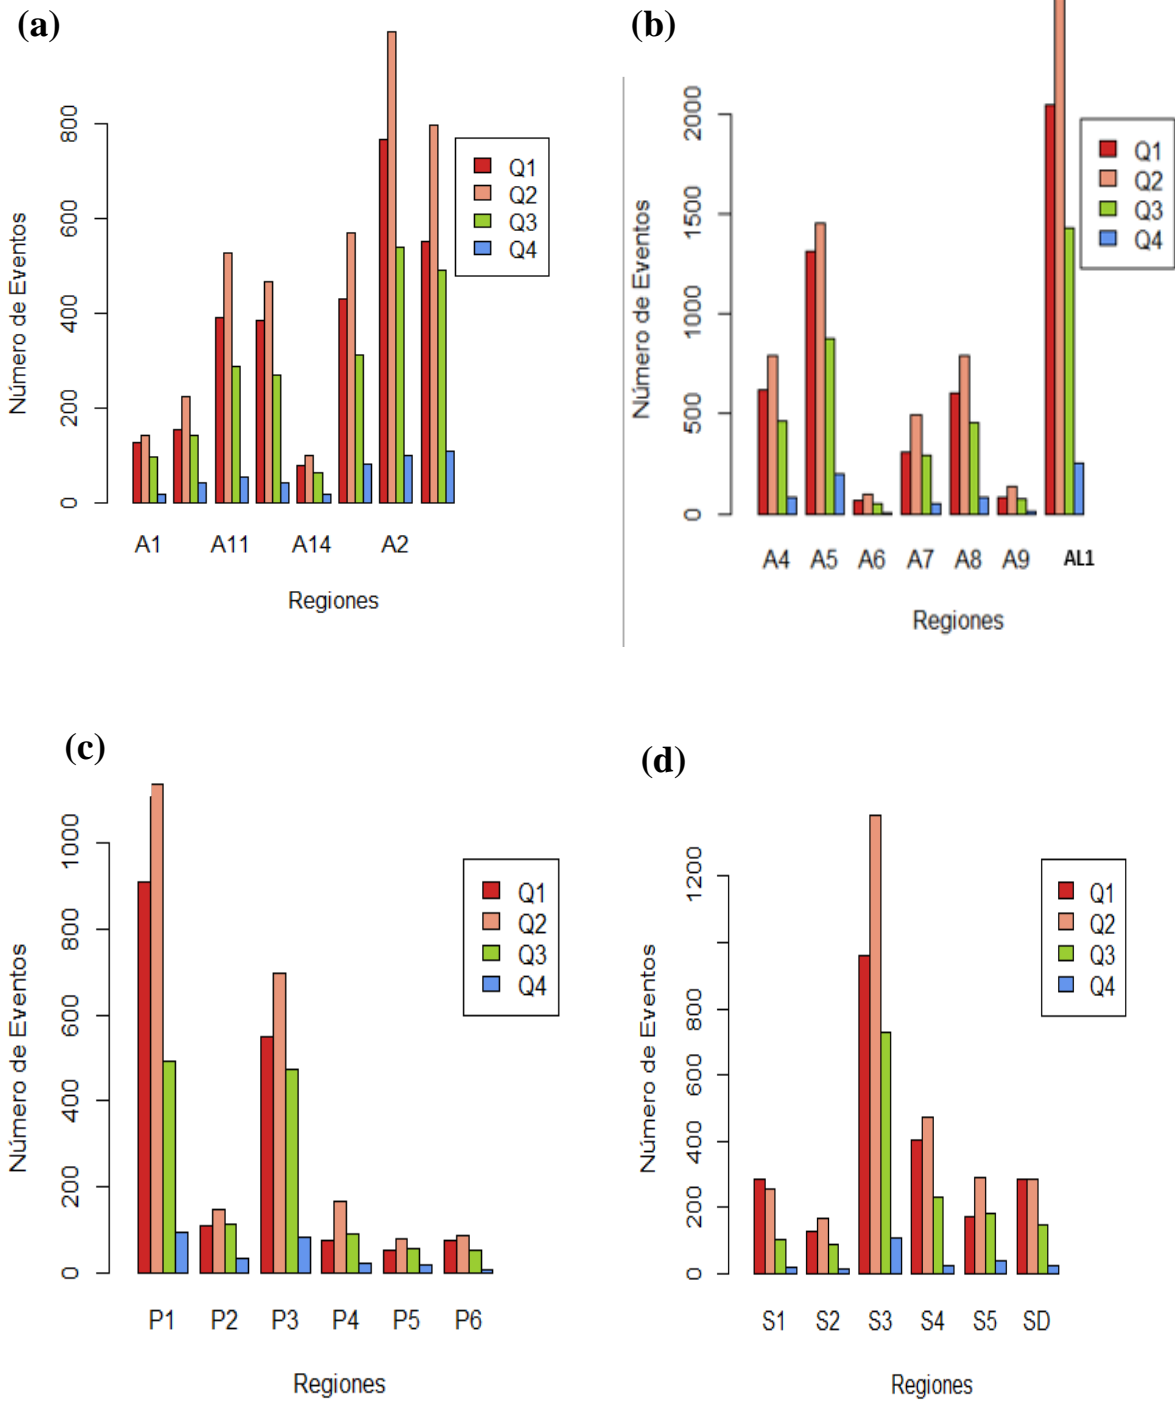 (a)
Número de Eventos
800
600
400
200
0
Q1
Q2
Q3
Q4
A1 A11 A14 A2
Regiones
(b)
Número de Eventos
2000
1500
1000
500
0
Q1
Q2
Q3
Q4
A4 A5 A6 A7 A8 A9 AL1
Regiones
(c)
Número de Eventos
1000
800
600
400
200
0
Q1
Q2
Q3
Q4
P1 P2 P3 P4 P5 P6
Regiones
(d)
Número de Eventos
1200
800
600
400
200
0
Q1
Q2
Q3
Q4
S1 S2 S3 S4 S5 SD
Regiones